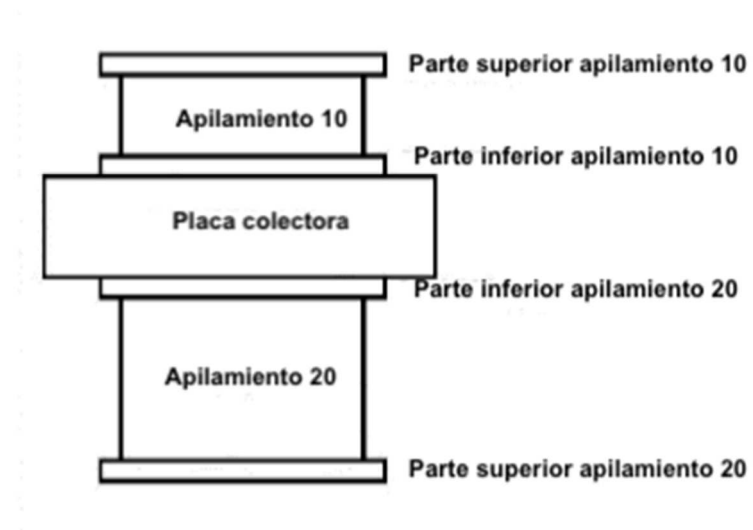 Parte superior apilamiento 10
Apilamiento 10
Parte inferior apilamiento 10
Placa colectora
Parte inferior apilamiento 20
Apilamiento 20
Parte superior apilamiento 20